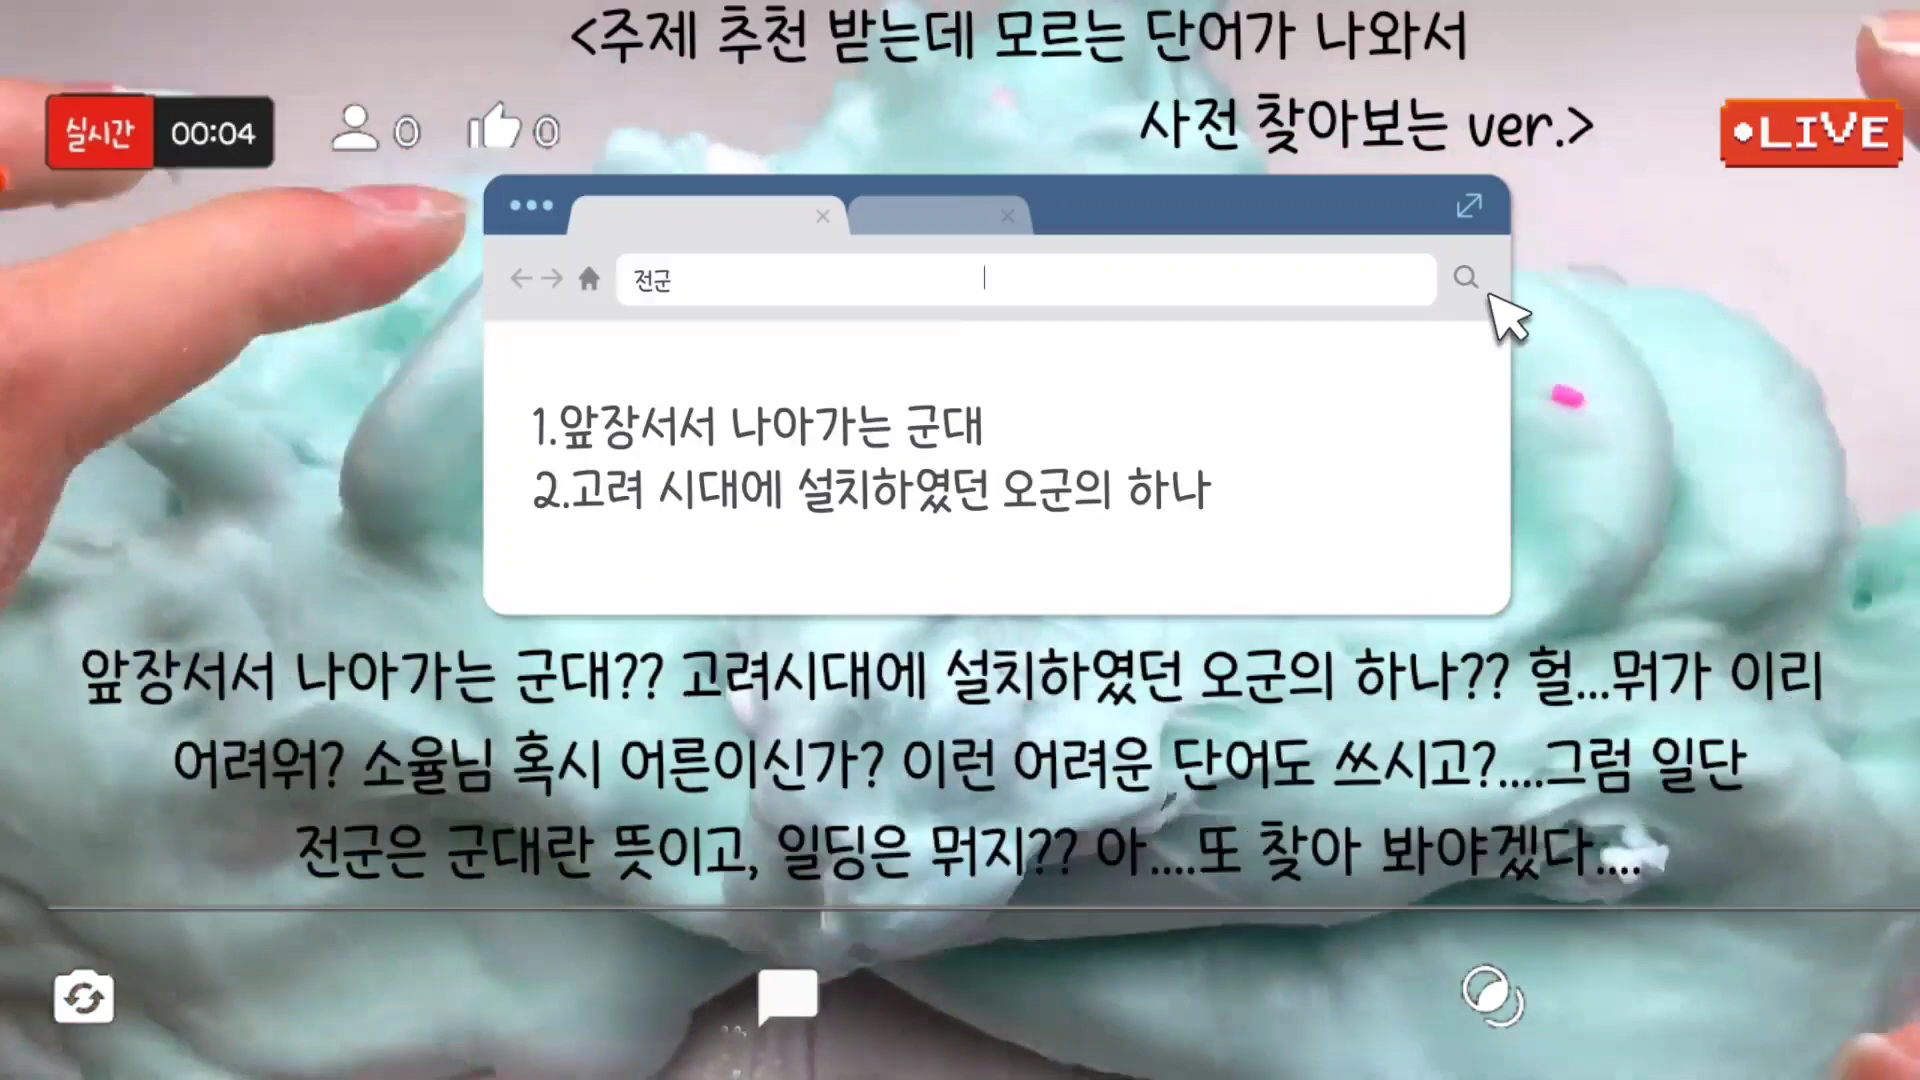 <주제 추천 받는데 모르는 단어가 나와서
사전 찾아보는 ver.>
실시간 00:04 0 0
LIVE
전군
1.앞장서서 나아가는 군대
2.고려 시대에 설치하였던 오군의 하나
앞장서서 나아가는 군대?? 고려시대에 설치하였던 오군의 하나?? 헐...뭐가 이리
어려워? 소율님 혹시 어른이신가? 이런 어려운 단어도 쓰시고?....그럼 일단
전군은 군대란 뜻이고, 일딩은 뭐지?? 아....또 찾아 봐야겠다....